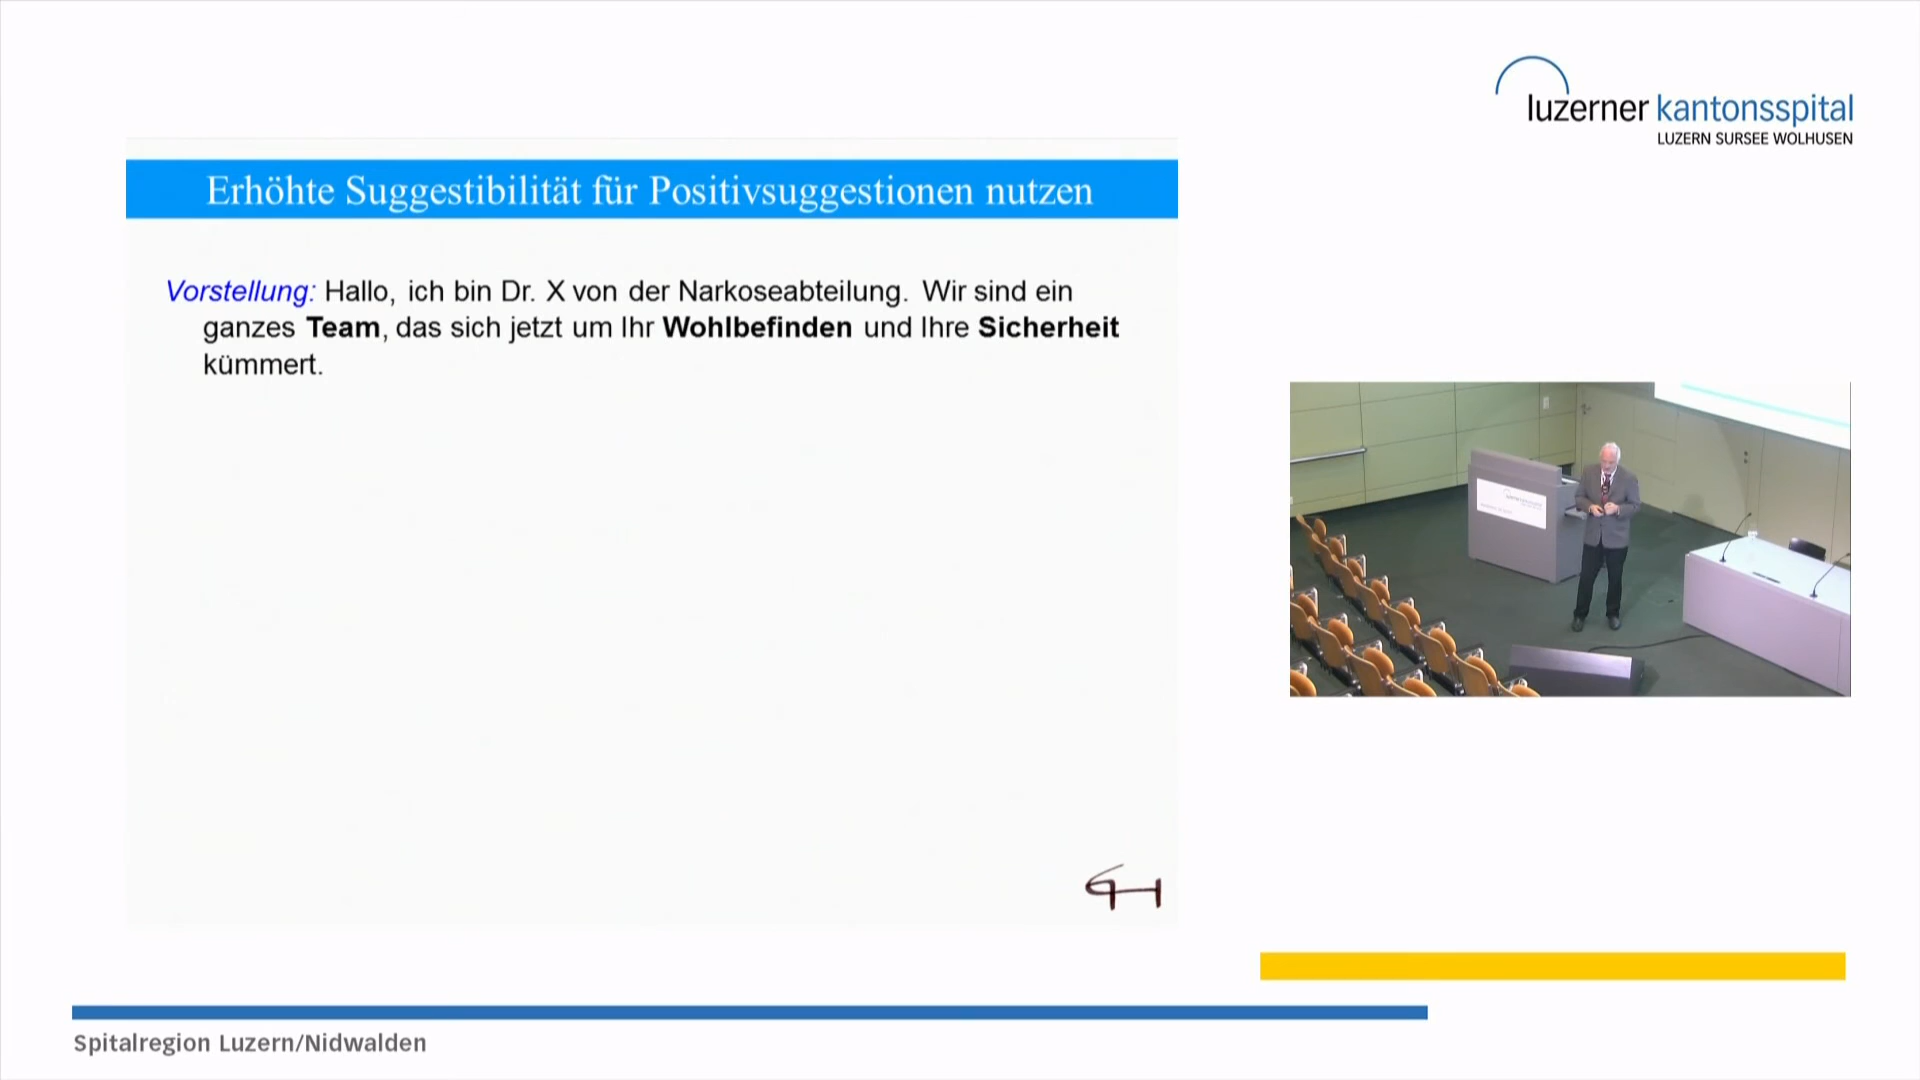 luzerner kantonsspital
LUZERN SURSEE WOLHUSEN
Erhöhte Suggestibilität für Positivsuggestionen nutzen
Vorstellung: Hallo, ich bin Dr. X von der Narkoseabteilung. Wir sind ein
ganzes Team, das sich jetzt um Ihr Wohlbefinden und Ihre Sicherheit
kümmert.
Spitalregion Luzern/Nidwalden